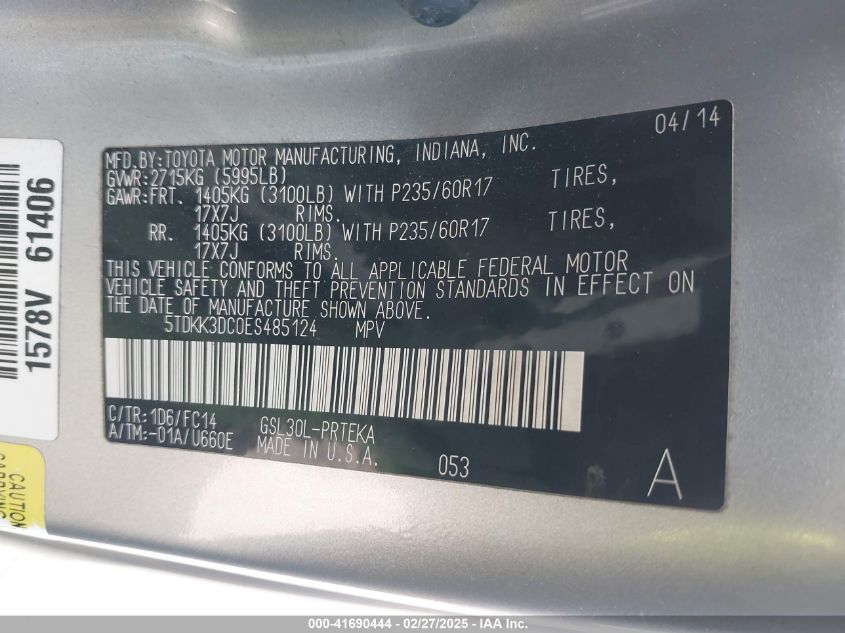 04/14
MFD. BY: TOYOTA MOTOR MANUFACTURING, INDIANA, INC.
GVWR: 2715KG (5995LB)
GAWR: FRT. 1405KG (3100LB) WITH P235/60R17 TIRES,
17X7J RIMS.
RR. 1405KG (3100LB) WITH P235/60R17 TIRES,
17X7J RIMS.
THIS VEHICLE CONFORMS TO ALL APPLICABLE FEDERAL MOTOR
VEHICLE SAFETY AND THEFT PREVENTION STANDARDS IN EFFECT ON
THE DATE OF MANUFACTURE SHOWN ABOVE.
5TDKK3DC0ES485124 MPV
C/TR: 1D6/FC14 GSL30L-PRTEKA
A/TM: -01A/U660E MADE IN U.S.A.
053
A
1578V 61406
CAUTION
CARRYING
000-41690444 - 02/27/2025 - IAA Inc.